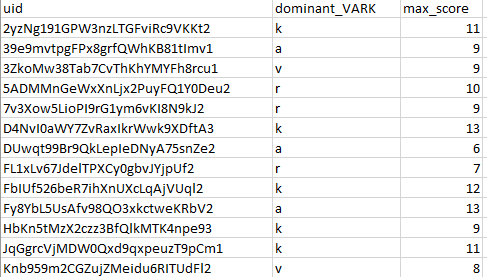 uid dominant_VARK max_score
2yzNg191GPW3nzLTGFviRc9VKKt2 k 11
39e9mvtpgFPx8grfQWhKB81tImv1 a 9
3ZkoMw38Tab7CvThKhYMYFh8rcu1 v 9
5ADMMnGeWxXnLjx2PuyFQ1Y0Deu2 r 10
7v3Xow5LioPI9rG1ym6vKI8N9kJ2 r 9
D4NvI0aWY7ZvRaxIkrWwk9XDftA3 k 13
DUwqt99Br9QkLepIeDNyA75snZe2 a 6
FL1xLv67JdelTPXCy0gbvJYjpUf2 r 7
FbIUf526beR7ihXnUXcLqAjVUql2 k 12
Fy8YbL5UsAfv98QO3xkctweKRbV2 a 13
HbKn5tMzX2czz3BfQlkMTK4npe93 k 9
JqGgrcVjMDW0Qxd9qxpeuzT9pCm1 k 11
Knb959m2CGZujZMeidu6RITUdFl2 v 8